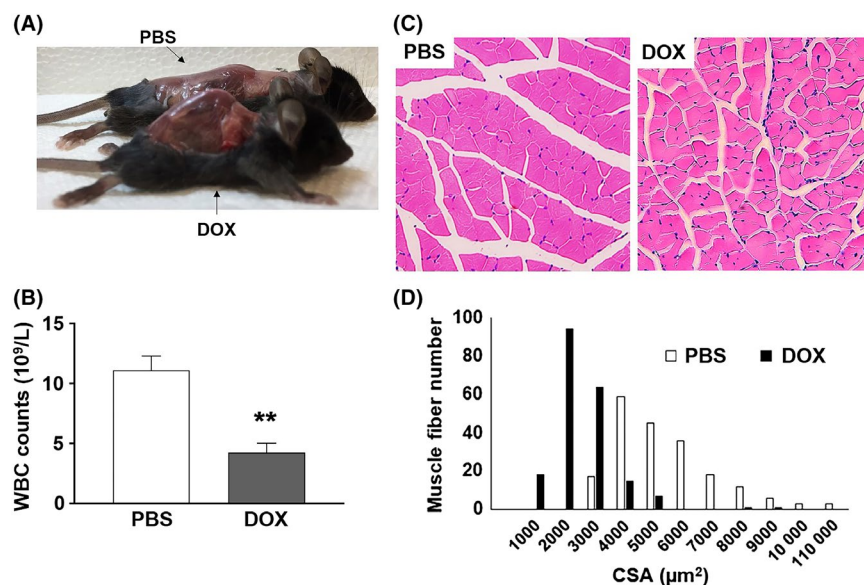 (A)
PBS
DOX
(B)
WBC counts (10⁹/L)
15
10
5
0
**
PBS
DOX
(C)
PBS
DOX
(D)
Muscle fiber number
100
80
60
40
20
0
PBS
DOX
1000
2000
3000
4000
5000
6000
7000
8000
9000
10 000
110 000
CSA (µm²)